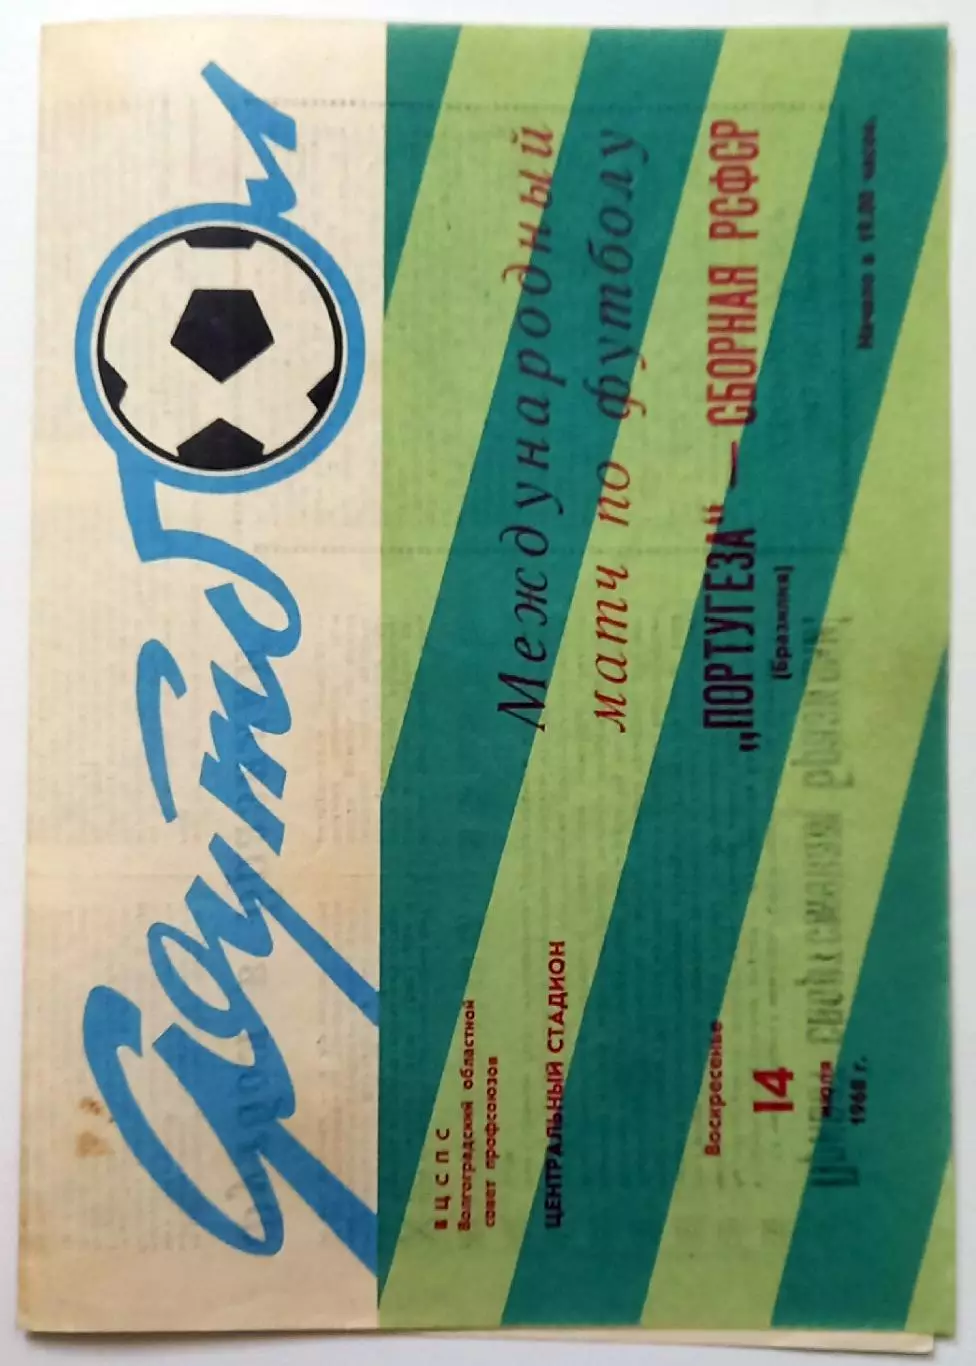 Футбол
ВЦСПС
Волгоградский областной
совет профсоюзов
ЦЕНТРАЛЬНЫЙ СТАДИОН
Международный
матч по футболу
Воскресенье
14
июля
1968 г.
„ПОРТУГЕЗА“ — СБОРНАЯ РСФСР
(Бразилия)
Начало в 19.00 часов.